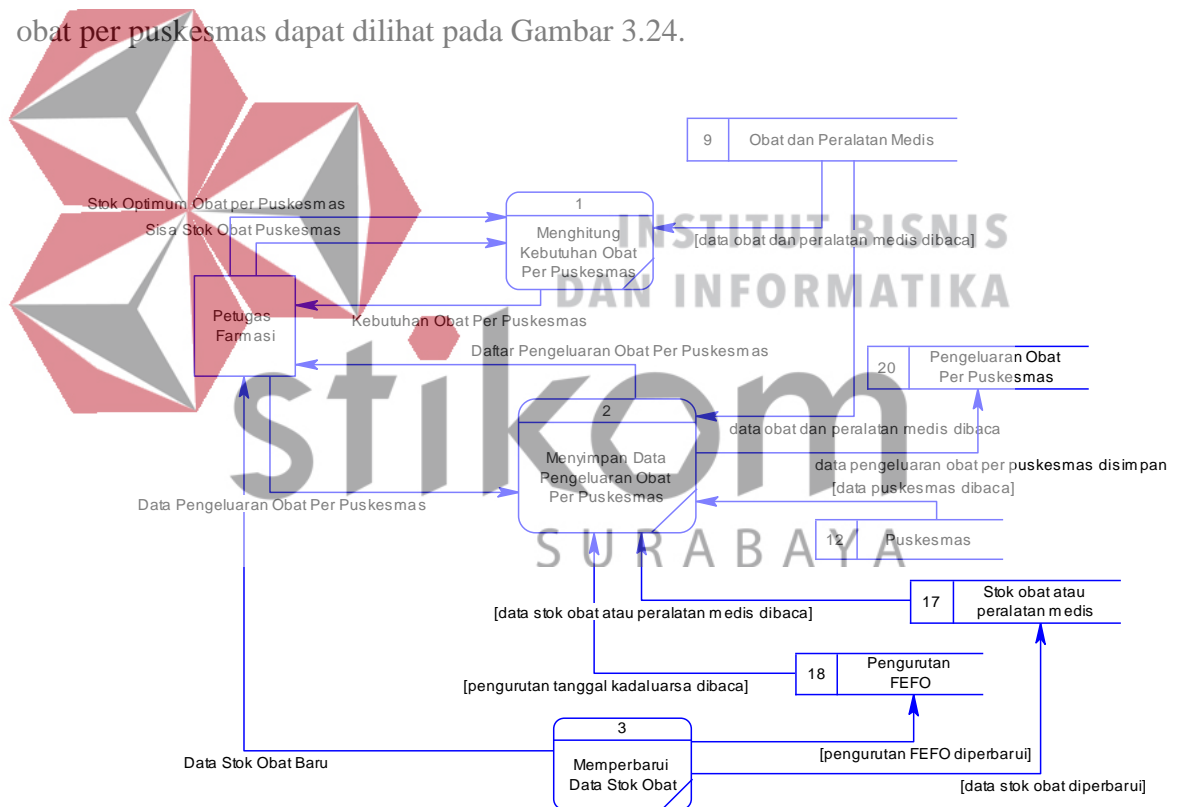 obat per puskesmas dapat dilihat pada Gambar 3.24.
9
Obat dan Peralatan Medis
Stok Optimum Obat per Puskesmas
Sisa Stok Obat Puskesmas
1
Menghitung
Kebutuhan Obat
Per Puskesmas
INSTITUT BISNIS
DAN INFORMATIKA
[data obat dan peralatan medis dibaca]
Petugas
Farmasi
Kebutuhan Obat Per Puskesmas
Daftar Pengeluaran Obat Per Puskesmas
20
Pengeluaran Obat
Per Puskesmas
stikom
2
Menyimpan Data
Pengeluaran Obat
Per Puskesmas
data obat dan peralatan medis dibaca
data pengeluaran obat per puskesmas disimpan
[data puskesmas dibaca]
Data Pengeluaran Obat Per Puskesmas
12
Puskesmas
SURABAYA
17
Stok obat atau
peralatan medis
[data stok obat atau peralatan medis dibaca]
18
Pengurutan
FEFO
[pengurutan tanggal kadaluarsa dibaca]
3
Memperbarui
Data Stok Obat
Data Stok Obat Baru
[pengurutan FEFO diperbarui]
[data stok obat diperbarui]